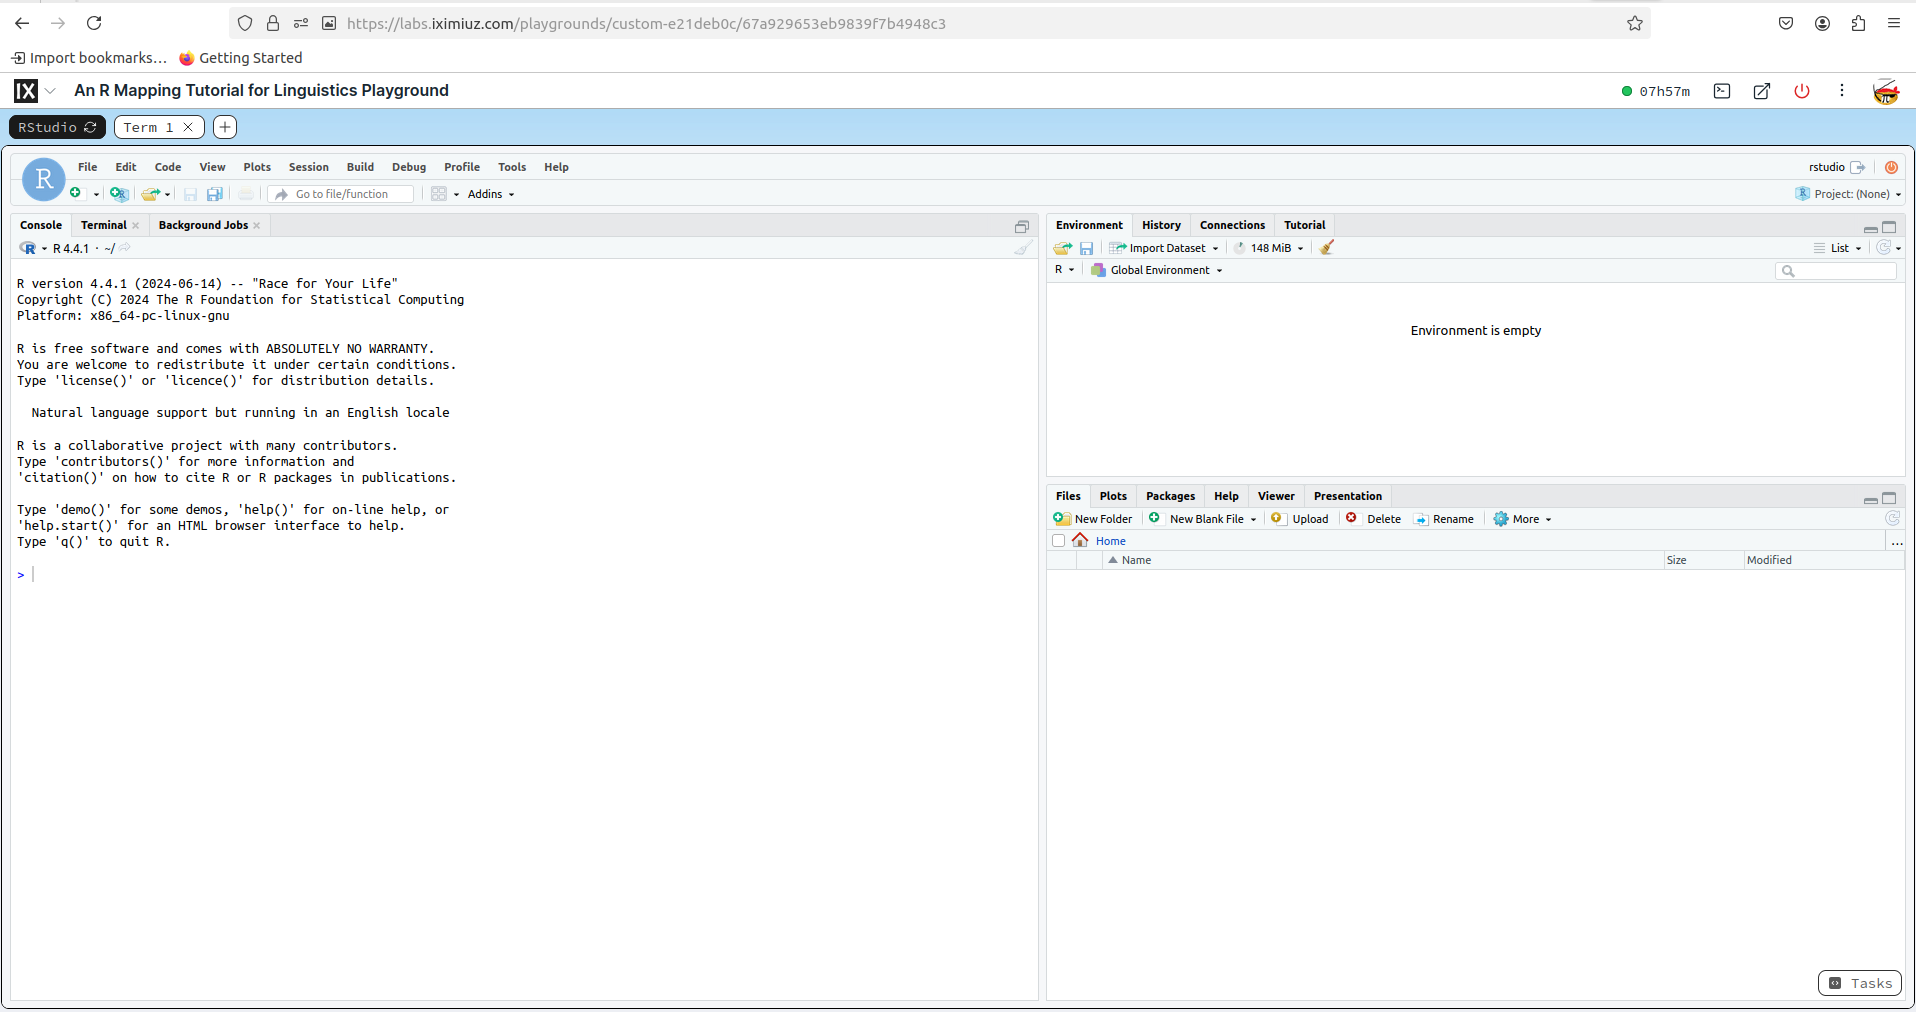 https://labs.iximiuz.com/playgrounds/custom-e21deb0c/67a929653eb9839f7b4948c3
Import bookmarks... Getting Started
IX An R Mapping Tutorial for Linguistics Playground 07h57m
RStudio Term 1
R File Edit Code View Plots Session Build Debug Profile Tools Help rstudio
Go to file/function Addins Project: (None)
Console Terminal Background Jobs
R 4.4.1 · ~/
R version 4.4.1 (2024-06-14) -- "Race for Your Life"
Copyright (C) 2024 The R Foundation for Statistical Computing
Platform: x86_64-pc-linux-gnu
R is free software and comes with ABSOLUTELY NO WARRANTY.
You are welcome to redistribute it under certain conditions.
Type 'license()' or 'licence()' for distribution details.
Natural language support but running in an English locale
R is a collaborative project with many contributors.
Type 'contributors()' for more information and
'citation()' on how to cite R or R packages in publications.
Type 'demo()' for some demos, 'help()' for on-line help, or
'help.start()' for an HTML browser interface to help.
Type 'q()' to quit R.
>
Environment History Connections Tutorial
Import Dataset 148 MiB List
R Global Environment
Environment is empty
Files Plots Packages Help Viewer Presentation
New Folder New Blank File Upload Delete Rename More
Home ...
Name Size Modified
Tasks